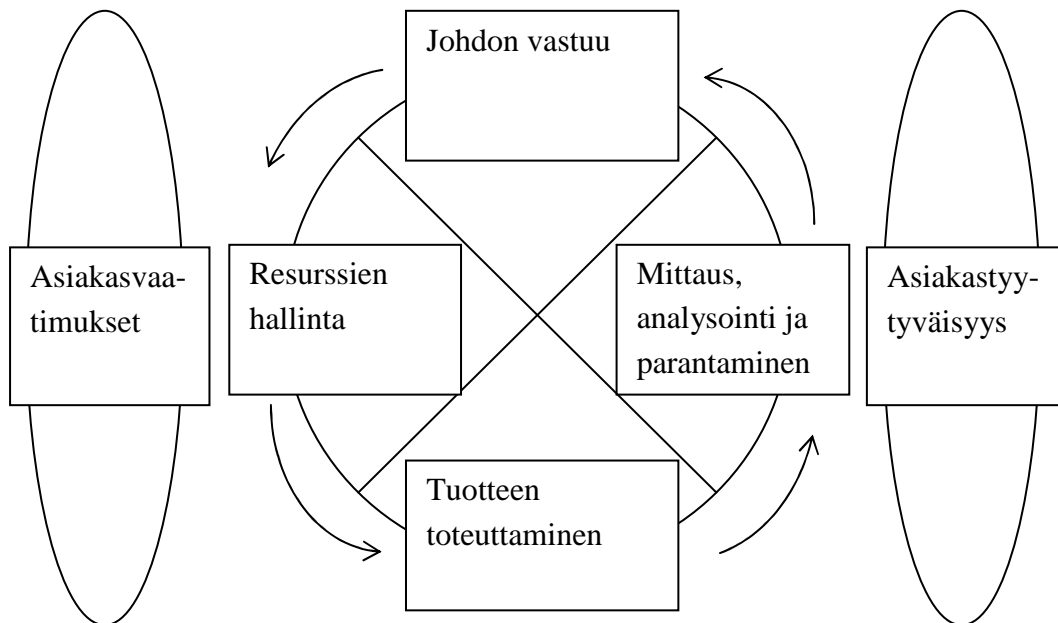 Johdon vastuu
Asiakasvaa-
timukset
Resurssien
hallinta
Mittaus,
analysointi ja
parantaminen
Asiakastyy-
tyväisyys
Tuotteen
toteuttaminen